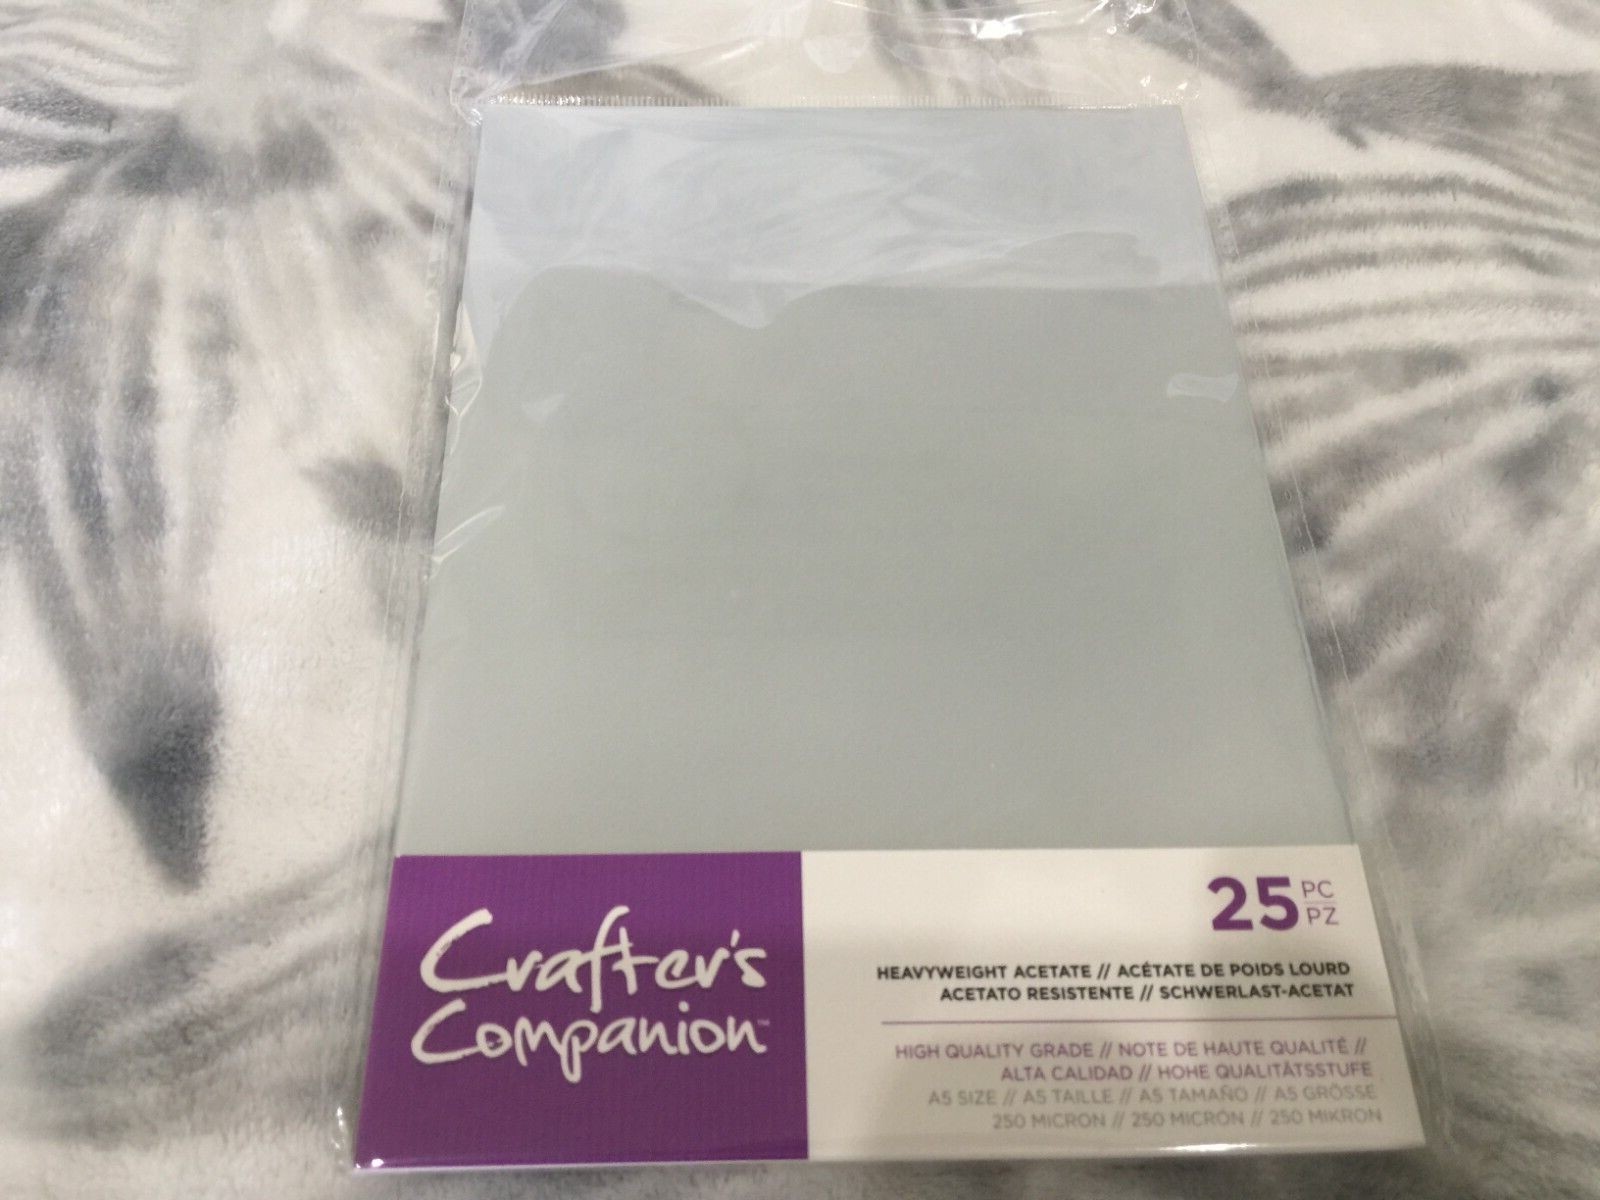 Crafter's
Companion™
25 PC
PZ
HEAVYWEIGHT ACETATE // ACÉTATE DE POIDS LOURD
ACETATO RESISTENTE // SCHWERLAST-ACETAT
HIGH QUALITY GRADE // NOTE DE HAUTE QUALITÉ //
ALTA CALIDAD // HOHE QUALITÄTSSTUFE
A5 SIZE // A5 TAILLE // A5 TAMAÑO // A5 GRÖSSE
250 MICRON // 250 MICRON // 250 MIKRON